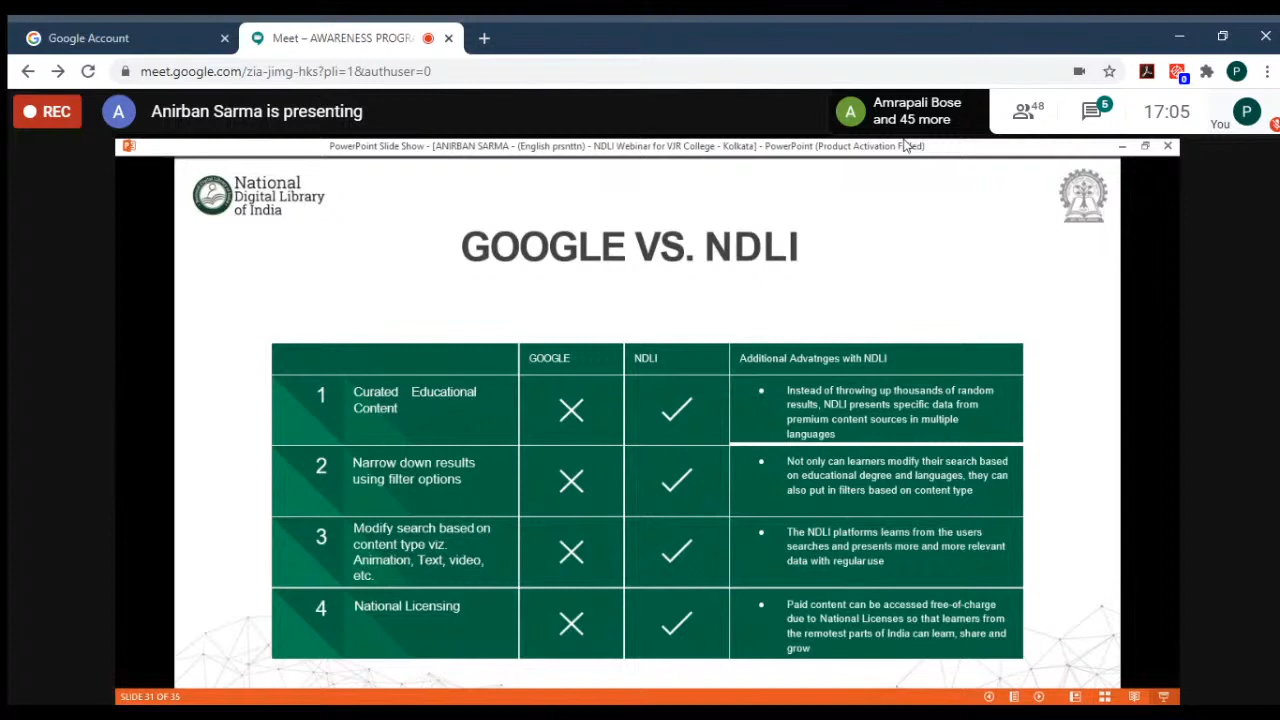 Google Account
Meet – AWARENESS PROGRA
meet.google.com/zia-jimg-hks?pli=1&authuser=0
0
P
REC
A
Anirban Sarma is presenting
A
Amrapali Bose
and 45 more
48
5
17:05
You
P
PowerPoint Slide Show - [ANIRBAN SARMA - (English prsnttn) - NDLI Webinar for VJR College - Kolkata] - PowerPoint (Product Activation Failed)
National
Digital Library
of India
GOOGLE VS. NDLI
GOOGLE
NDLI
Additional Advatnges with NDLI
1
Curated Educational
Content
Instead of throwing up thousands of random
results, NDLI presents specific data from
premium content sources in multiple
languages
2
Narrow down results
using filter options
Not only can learners modify their search based
on educational degree and languages, they can
also put in filters based on content type
3
Modify search based on
content type viz.
Animation, Text, video,
etc.
The NDLI platforms learns from the users
searches and presents more and more relevant
data with regular use
4
National Licensing
Paid content can be accessed free-of-charge
due to National Licenses so that learners from
the remotest parts of India can learn, share and
grow
SLIDE 31 OF 35